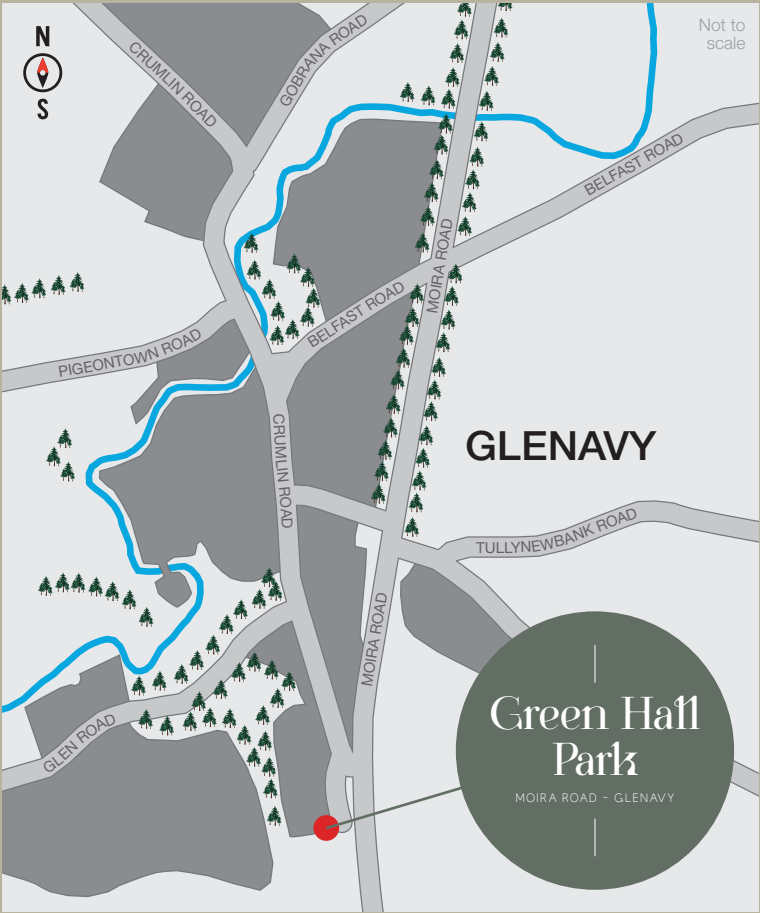 N
S
Not to
scale
CRUMLIN ROAD
GOBRANA ROAD
BELFAST ROAD
MOIRA ROAD
BELFAST ROAD
PIGEONTOWN ROAD
CRUMLIN ROAD
GLENAVY
TULLYNEWBANK ROAD
MOIRA ROAD
GLEN ROAD
Green Hall
Park
MOIRA ROAD - GLENAVY